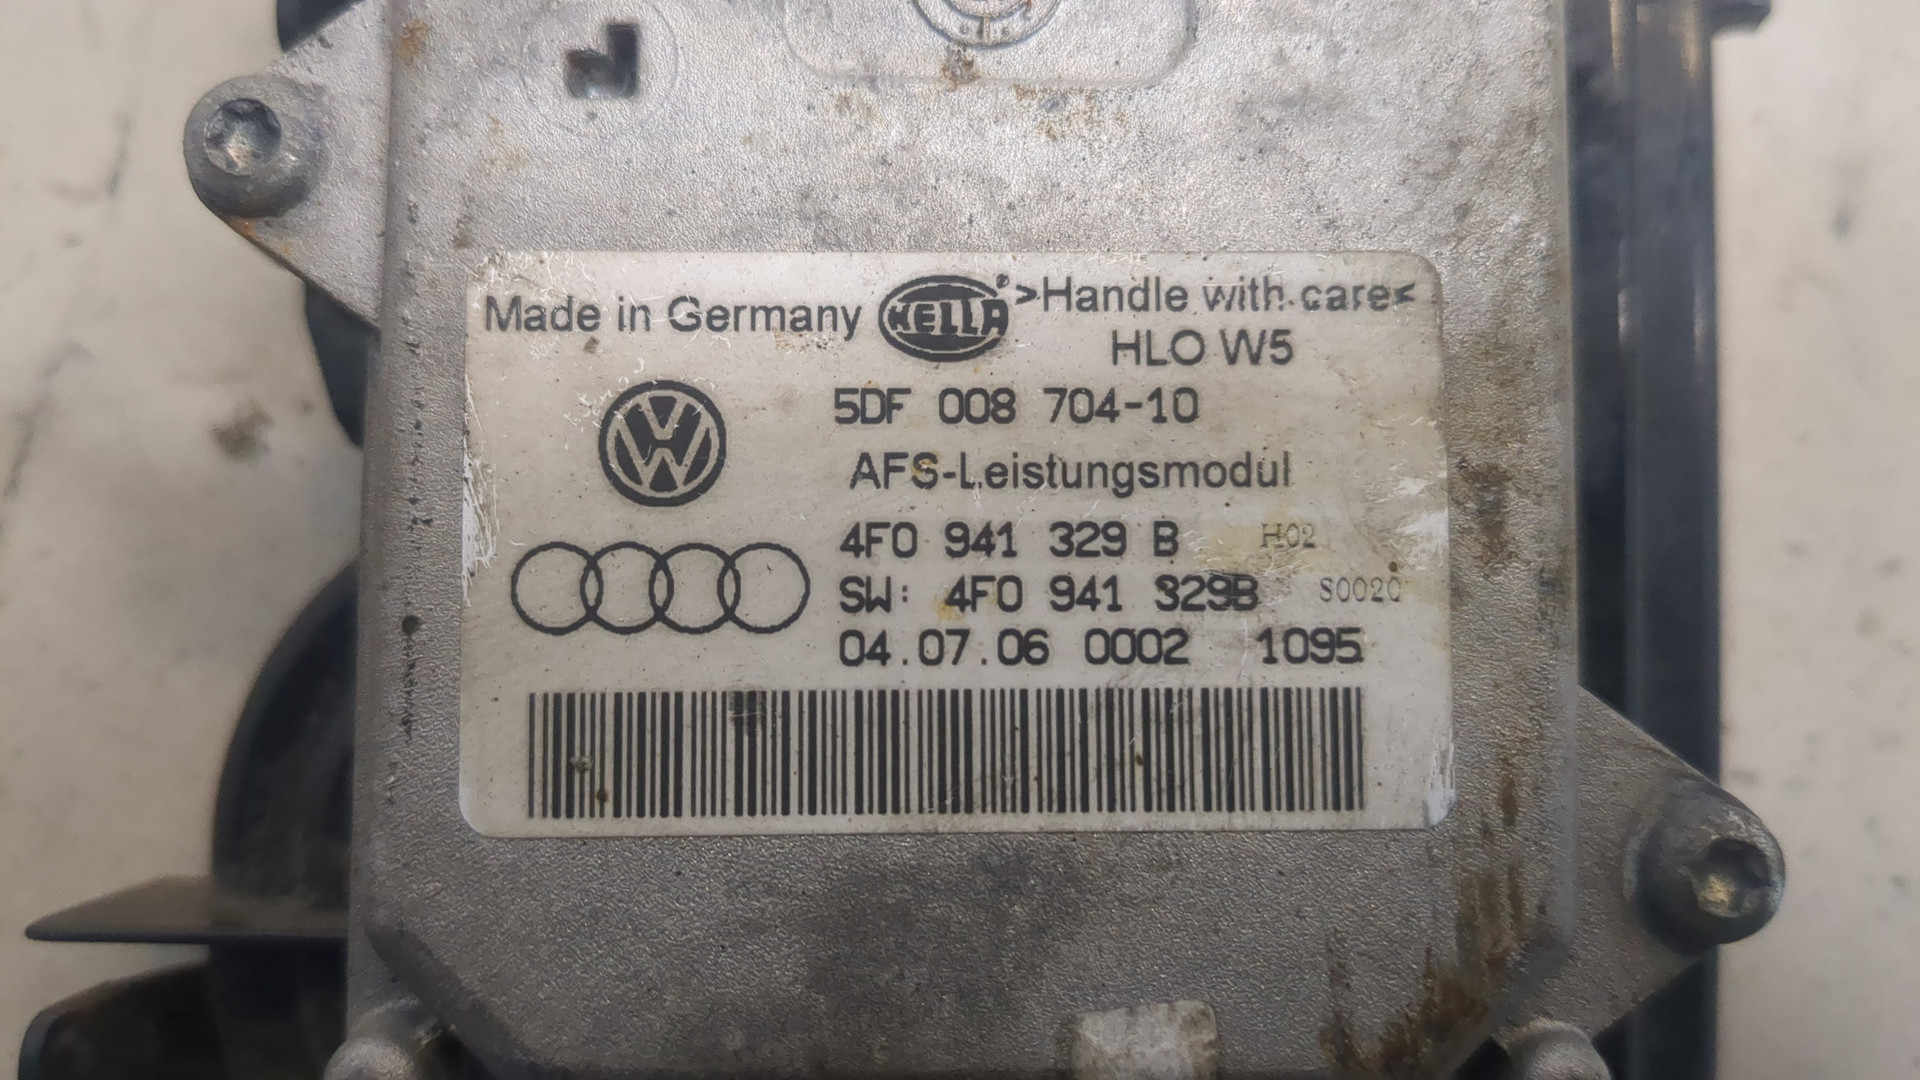 Made in Germany HELLA >Handle with care<
HLO W5
5DF 008 704-10
AFS-Leistungsmodul
4F0 941 329 B H02
SW: 4F0 941 329B S0020
04.07.06 0002 1095